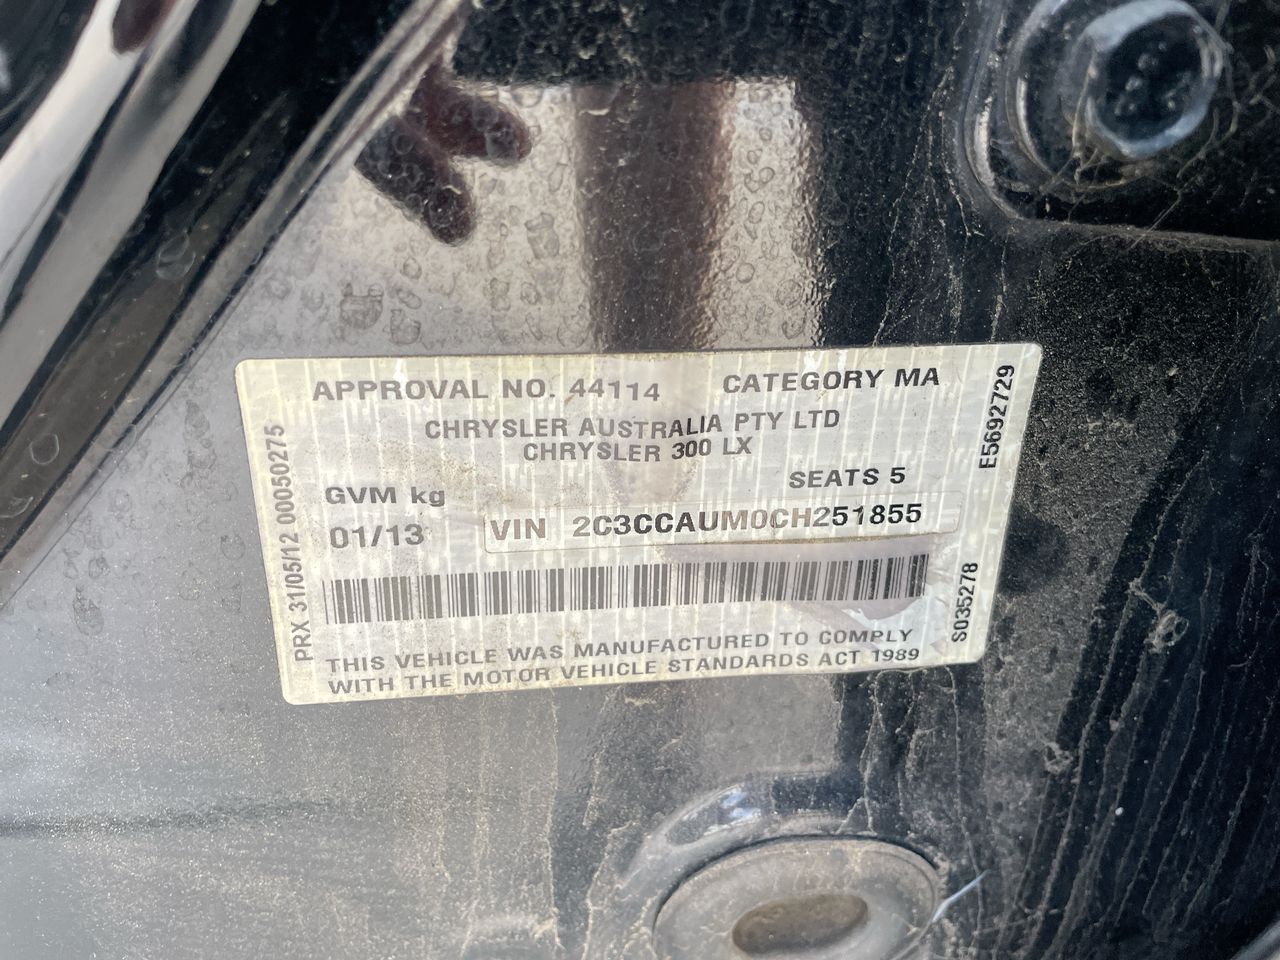 APPROVAL NO. 44114 CATEGORY MA
CHRYSLER AUSTRALIA PTY LTD
CHRYSLER 300 LX
GVM kg SEATS 5
01/13 VIN 2C3CCAUM0CH251855
THIS VEHICLE WAS MANUFACTURED TO COMPLY
WITH THE MOTOR VEHICLE STANDARDS ACT 1989
PRX 31/05/12 00050275
E5692729
S035278